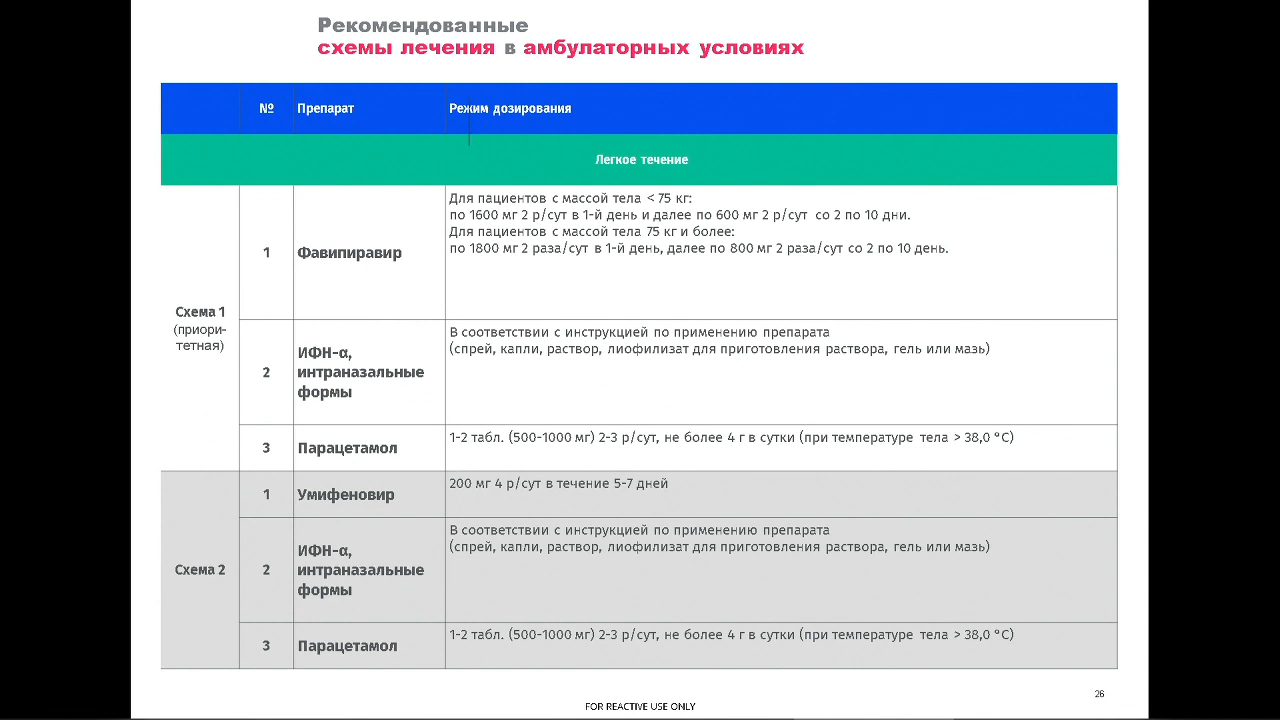 Рекомендованные
схемы лечения в амбулаторных условиях
№ Препарат Режим дозирования
Легкое течение
Схема 1
(приори-
тетная)
1 Фавипиравир
Для пациентов с массой тела < 75 кг:
по 1600 мг 2 р/сут в 1-й день и далее по 600 мг 2 р/сут со 2 по 10 дни.
Для пациентов с массой тела 75 кг и более:
по 1800 мг 2 раза/сут в 1-й день, далее по 800 мг 2 раза/сут со 2 по 10 день.
2
ИФН-α,
интраназальные
формы
В соответствии с инструкцией по применению препарата
(спрей, капли, раствор, лиофилизат для приготовления раствора, гель или мазь)
3 Парацетамол
1-2 табл. (500-1000 мг) 2-3 р/сут, не более 4 г в сутки (при температуре тела > 38,0 °C)
Схема 2
1 Умифеновир
200 мг 4 р/сут в течение 5-7 дней
2
ИФН-α,
интраназальные
формы
В соответствии с инструкцией по применению препарата
(спрей, капли, раствор, лиофилизат для приготовления раствора, гель или мазь)
3 Парацетамол
1-2 табл. (500-1000 мг) 2-3 р/сут, не более 4 г в сутки (при температуре тела > 38,0 °C)
26
FOR REACTIVE USE ONLY